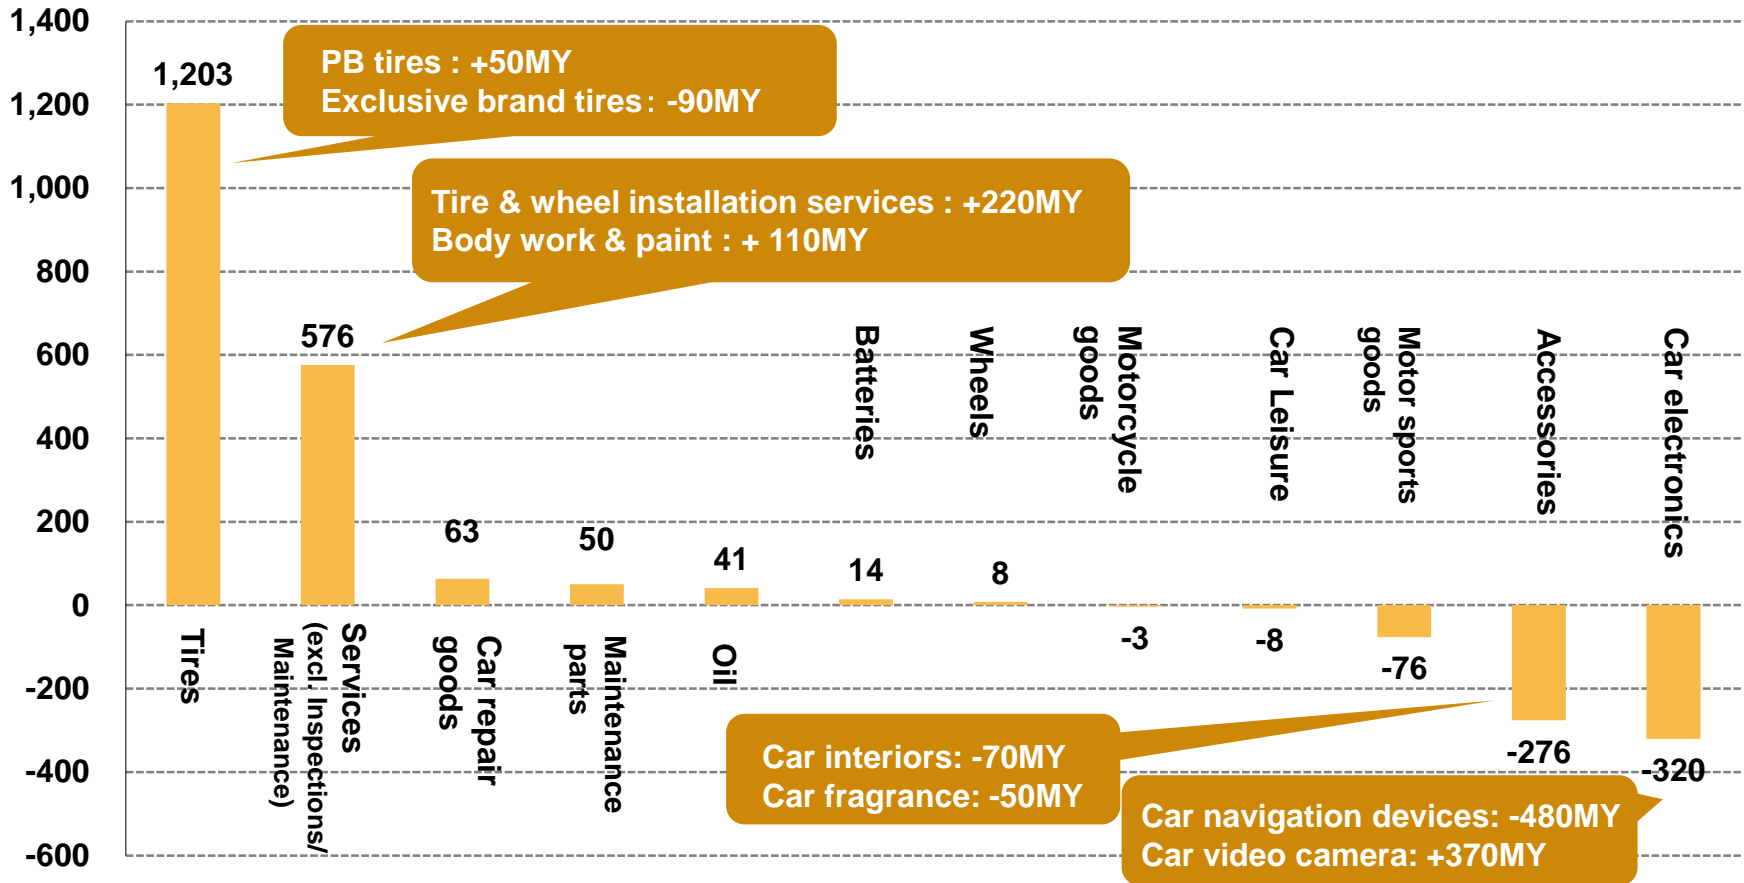 1,400
1,200
1,000
800
600
400
200
0
-200
-400
-600
1,203
576
63
50
41
14
8
-3
-8
-76
-276
-320
PB tires : +50MY
Exclusive brand tires : -90MY
Tire & wheel installation services : +220MY
Body work & paint : + 110MY
Tires
Services
(excl. Inspections/
Maintenance)
Car repair
goods
Maintenance
parts
Oil
Batteries
Wheels
Motorcycle
goods
Car Leisure
Motor sports
goods
Accessories
Car electronics
Car interiors: -70MY
Car fragrance: -50MY
Car navigation devices: -480MY
Car video camera: +370MY